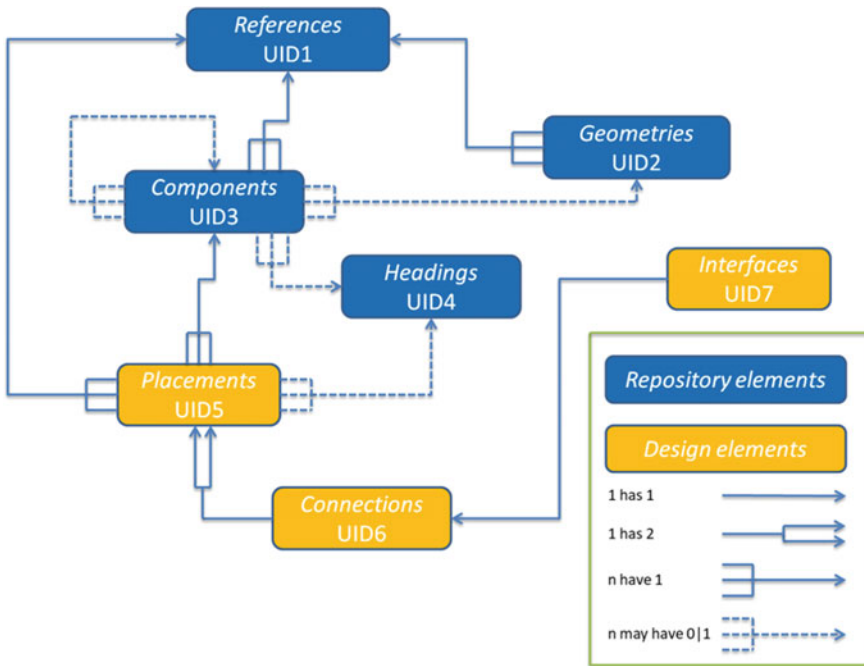 References
UID1
Geometries
UID2
Components
UID3
Headings
UID4
Interfaces
UID7
Placements
UID5
Connections
UID6
Repository elements
Design elements
1 has 1
1 has 2
n have 1
n may have 0|1